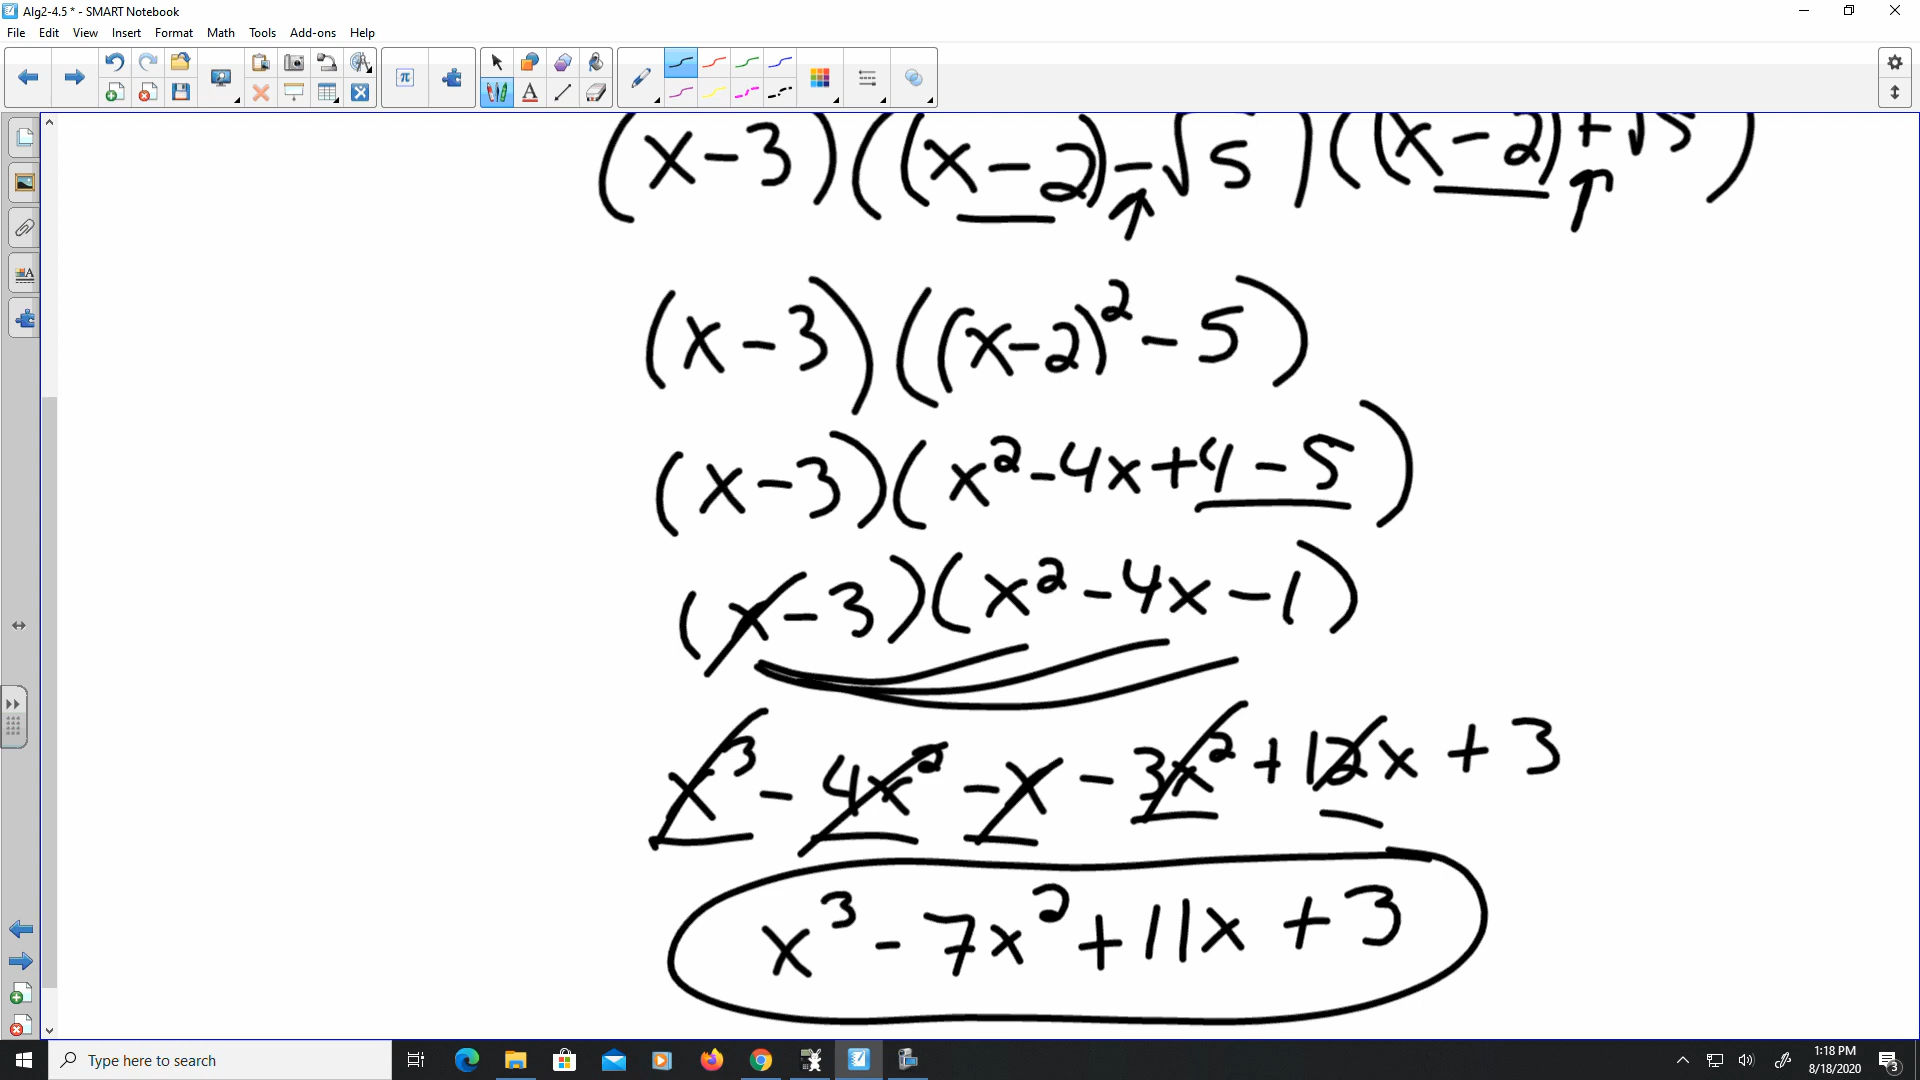 Alg2-4.5 * - SMART Notebook
File Edit View Insert Format Math Tools Add-ons Help
(x-3)((x-2)-√5)((x-2)+√5)
(x-3)((x-2)²-5)
(x-3)(x²-4x+4-5)
(x-3)(x²-4x-1)
x³-4x²-x-3x²+12x+3
x³-7x²+11x+3
Type here to search
1:18 PM
8/18/2020
3